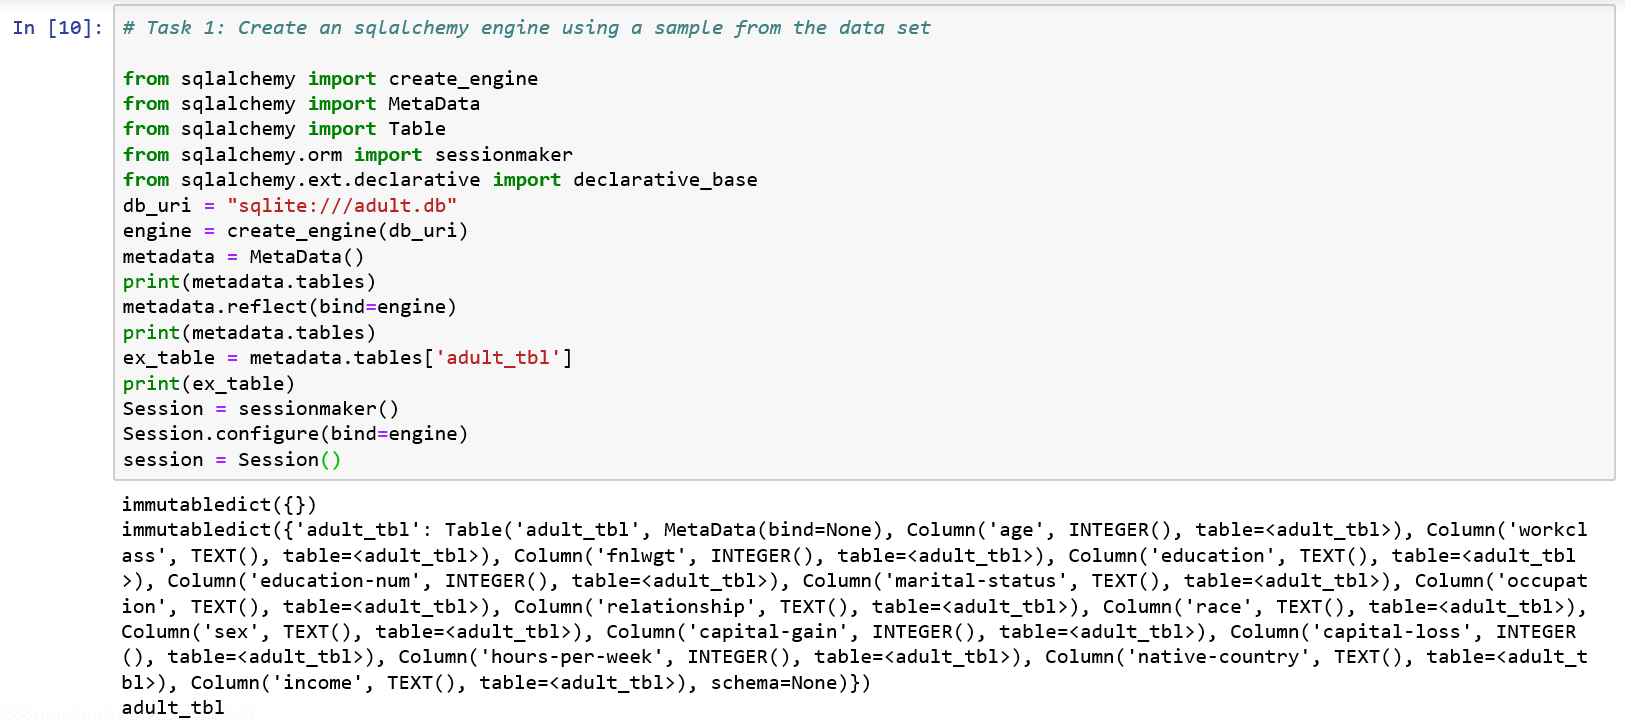 In [10]: # Task 1: Create an sqlalchemy engine using a sample from the data set
from sqlalchemy import create_engine
from sqlalchemy import MetaData
from sqlalchemy import Table
from sqlalchemy.orm import sessionmaker
from sqlalchemy.ext.declarative import declarative_base
db_uri = "sqlite:///adult.db"
engine = create_engine(db_uri)
metadata = MetaData()
print(metadata.tables)
metadata.reflect(bind=engine)
print(metadata.tables)
ex_table = metadata.tables['adult_tbl']
print(ex_table)
Session = sessionmaker()
Session.configure(bind=engine)
session = Session()
immutabledict({})
immutabledict({'adult_tbl': Table('adult_tbl', MetaData(bind=None), Column('age', INTEGER(), table=<adult_tbl>), Column('workcl
ass', TEXT(), table=<adult_tbl>), Column('fnlwgt', INTEGER(), table=<adult_tbl>), Column('education', TEXT(), table=<adult_tbl
>), Column('education-num', INTEGER(), table=<adult_tbl>), Column('marital-status', TEXT(), table=<adult_tbl>), Column('occupat
ion', TEXT(), table=<adult_tbl>), Column('relationship', TEXT(), table=<adult_tbl>), Column('race', TEXT(), table=<adult_tbl>),
Column('sex', TEXT(), table=<adult_tbl>), Column('capital-gain', INTEGER(), table=<adult_tbl>), Column('capital-loss', INTEGER
(), table=<adult_tbl>), Column('hours-per-week', INTEGER(), table=<adult_tbl>), Column('native-country', TEXT(), table=<adult_t
bl>), Column('income', TEXT(), table=<adult_tbl>), schema=None)})
adult_tbl